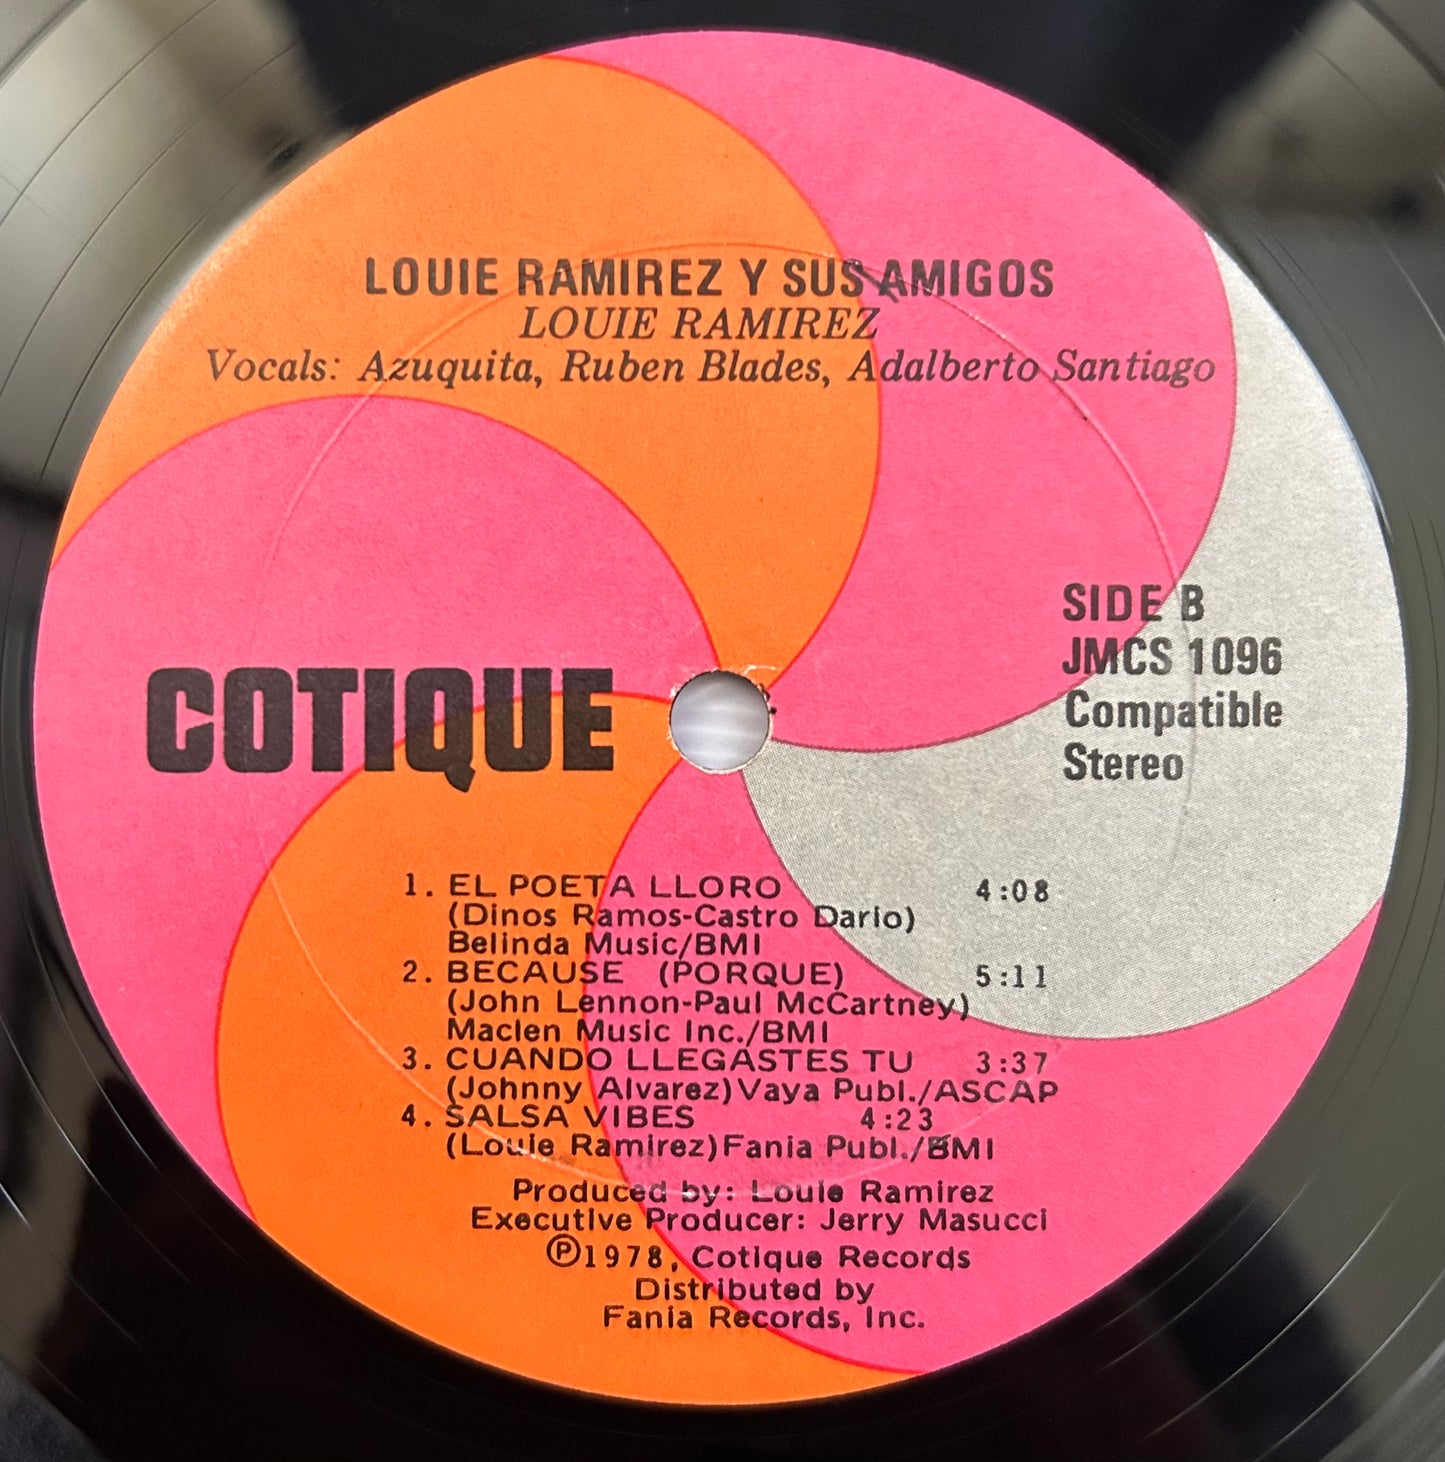 LOUIE RAMIREZ Y SUS AMIGOS
LOUIE RAMIREZ
Vocals: Azuquita, Ruben Blades, Adalberto Santiago
SIDE B
JMCS 1096
Compatible
Stereo
COTIQUE
1. EL POETA LLORO 4:08
(Dinos Ramos-Castro Dario)
Belinda Music/BMI
2. BECAUSE (PORQUE) 5:11
(John Lennon-Paul McCartney)
Maclen Music Inc./BMI
3. CUANDO LLEGASTES TU 3:37
(Johnny Alvarez)Vaya Publ./ASCAP
4. SALSA VIBES 4:23
(Louie Ramirez)Fania Publ./BMI
Produced by: Louie Ramirez
Executive Producer: Jerry Masucci
Ⓟ1978, Cotique Records
Distributed by
Fania Records, Inc.